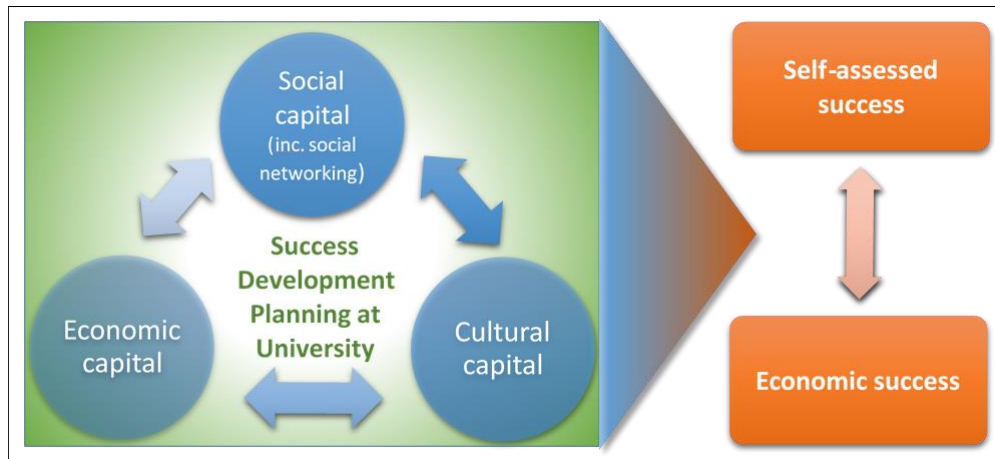 Social
capital
(inc. social
networking)
Success
Development
Planning at
University
Economic
capital
Cultural
capital
Self-assessed
success
Economic success